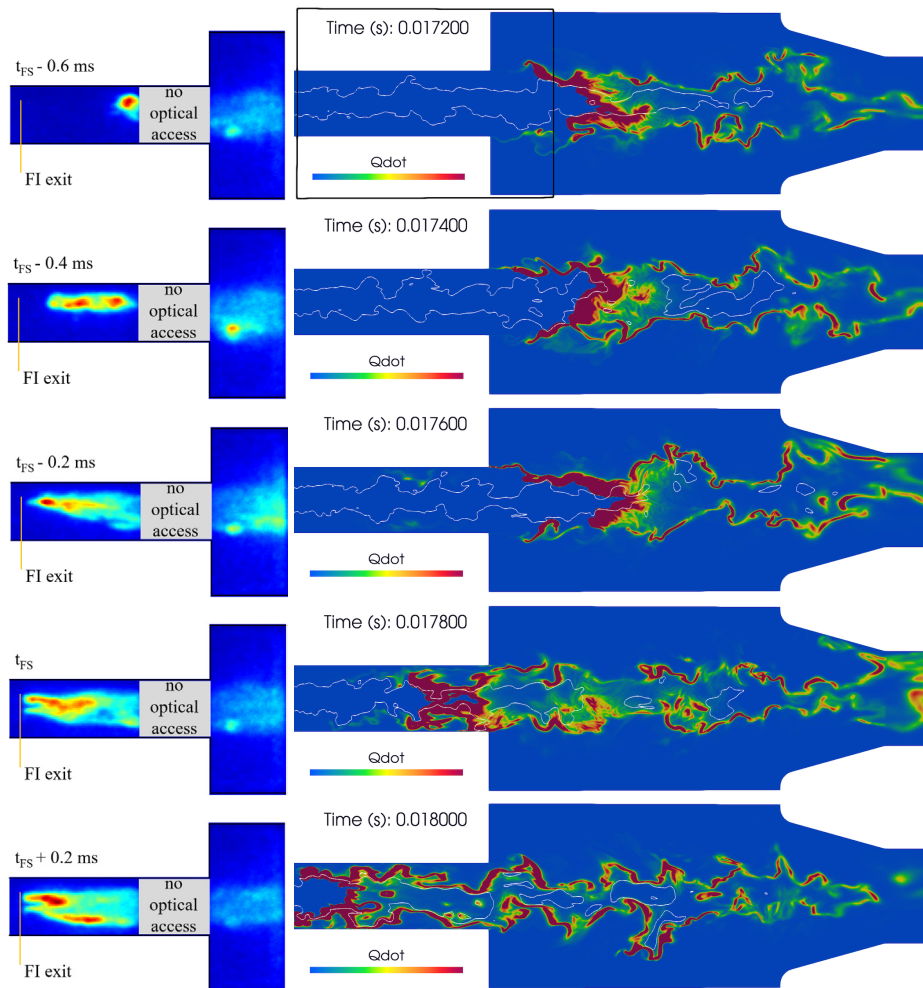 Time (s): 0.017200
t_FS - 0.6 ms
no
optical
access
FI exit
Qdot
Time (s): 0.017400
t_FS - 0.4 ms
no
optical
access
FI exit
Qdot
Time (s): 0.017600
t_FS - 0.2 ms
no
optical
access
FI exit
Qdot
Time (s): 0.017800
t_FS
no
optical
access
FI exit
Qdot
Time (s): 0.018000
t_FS + 0.2 ms
no
optical
access
FI exit
Qdot